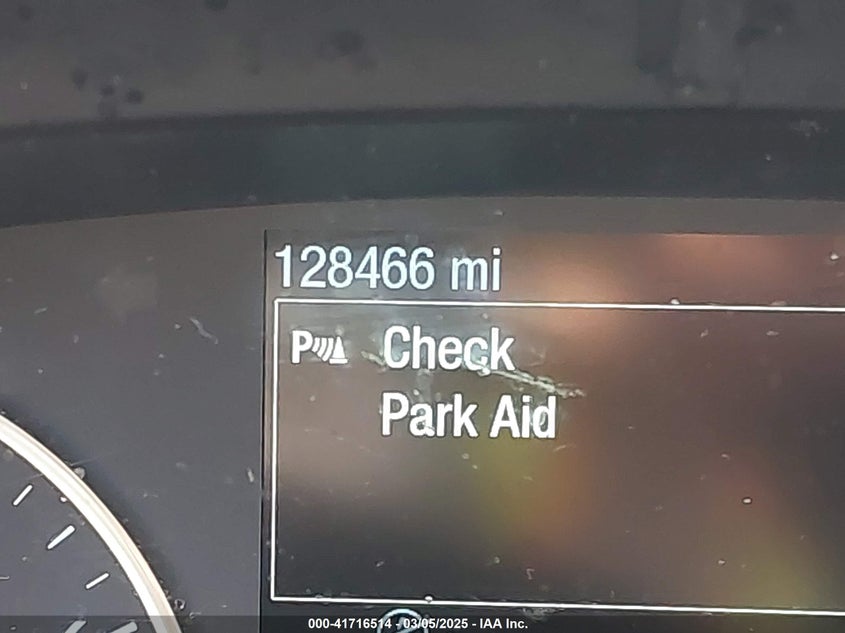 128466 mi
P Check
Park Aid
000-41716514 - 03/05/2025 - IAA Inc.